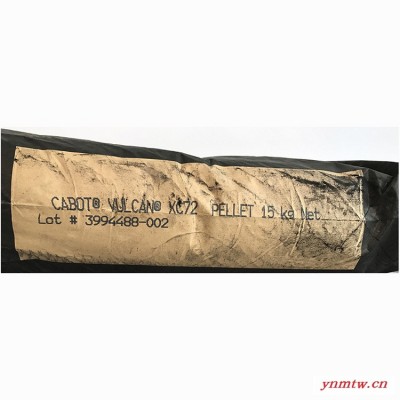 CABOT® VULCAN® XC72 PELLET 15 kg Net
Lot # 3994488-002
ynmtw.cn